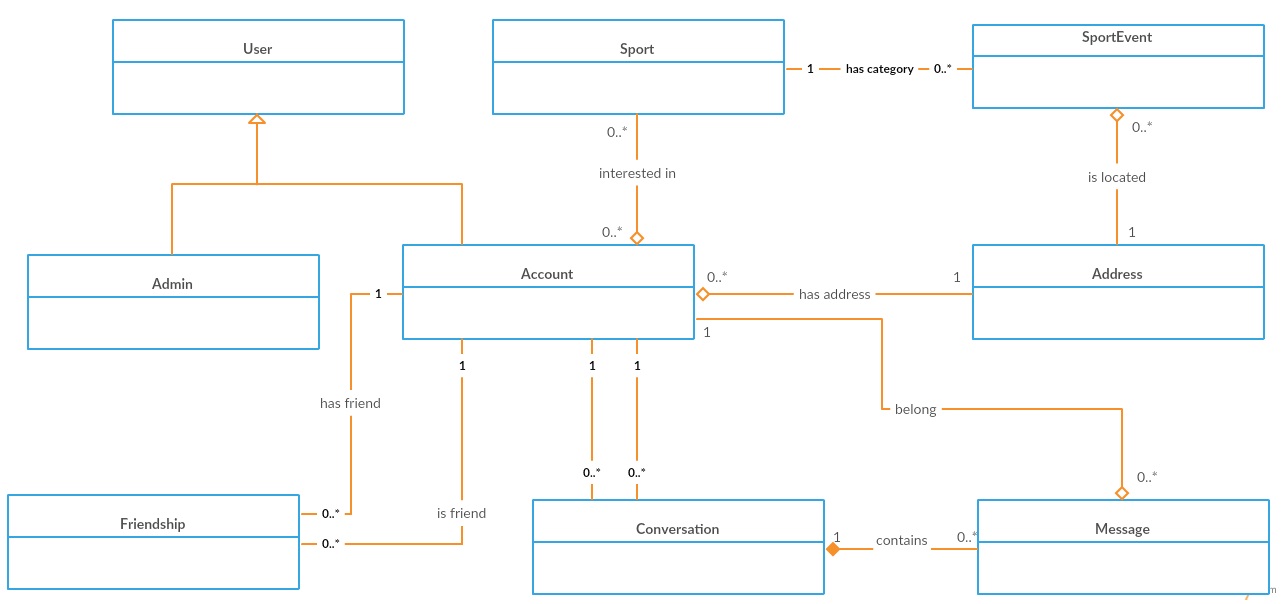 User
Sport
SportEvent
1 has category 0..*
0..*
0..*
interested in
is located
0..*
1
Admin
Account
Address
0..*
1
1
has address
1
1
1
1
has friend
belong
0..*
0..*
0..*
0..*
is friend
0..*
Friendship
Conversation
Message
1
contains
0..*
m